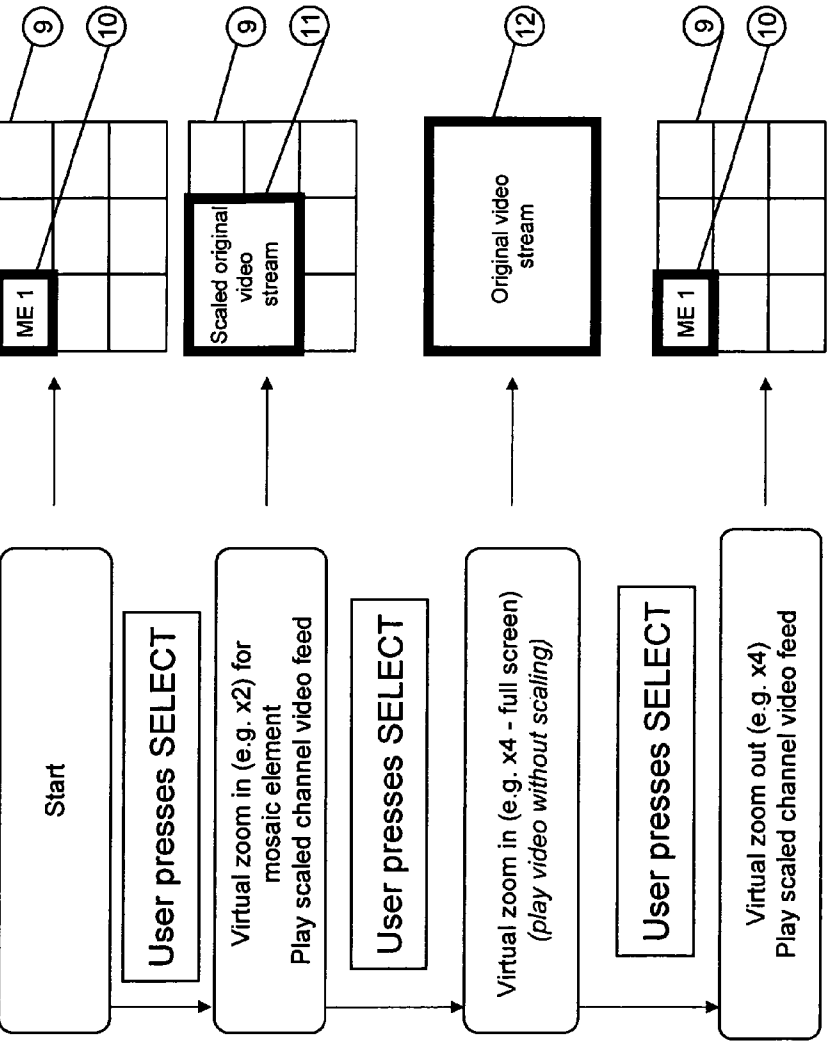 Start
ME 1
9
10
User presses SELECT
Virtual zoom in (e.g. x2) for
mosaic element
Play scaled channel video feed
Scaled original
video
stream
9
11
User presses SELECT
Virtual zoom in (e.g. x4 - full screen)
(play video without scaling)
Original video
stream
12
User presses SELECT
Virtual zoom out (e.g. x4)
Play scaled channel video feed
ME 1
9
10